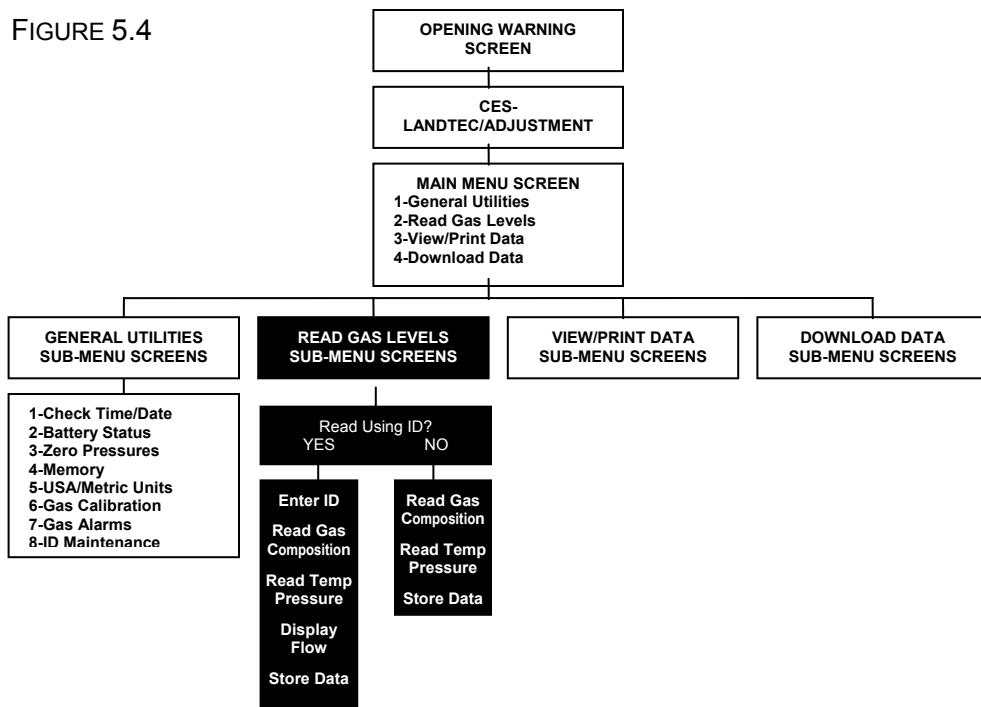 FIGURE 5.4
OPENING WARNING
SCREEN
CES-
LANDTEC/ADJUSTMENT
MAIN MENU SCREEN
1-General Utilities
2-Read Gas Levels
3-View/Print Data
4-Download Data
GENERAL UTILITIES
SUB-MENU SCREENS
READ GAS LEVELS
SUB-MENU SCREENS
VIEW/PRINT DATA
SUB-MENU SCREENS
DOWNLOAD DATA
SUB-MENU SCREENS
1-Check Time/Date
2-Battery Status
3-Zero Pressures
4-Memory
5-USA/Metric Units
6-Gas Calibration
7-Gas Alarms
8-ID Maintenance
Read Using ID?
YES NO
Enter ID
Read Gas
Composition
Read Temp
Pressure
Display
Flow
Store Data
Read Gas
Composition
Read Temp
Pressure
Store Data